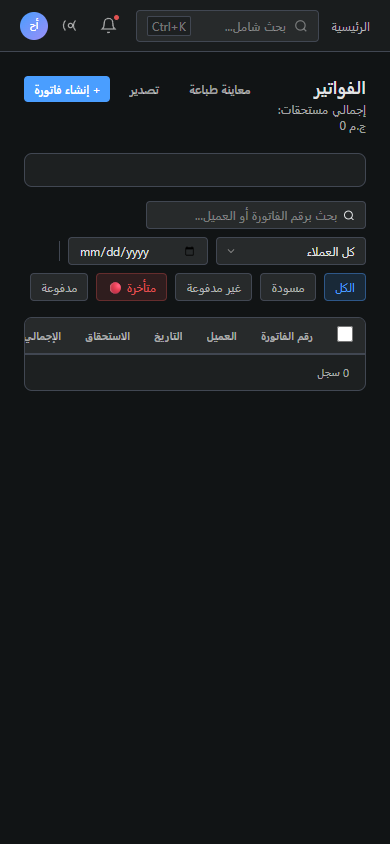 الرئيسية
بحث شامل... Ctrl+K
أج
الفواتير
معاينة طباعة
تصدير
+ إنشاء فاتورة
إجمالي مستحقات:
ج.م 0
بحث برقم الفاتورة أو العميل...
كل العملاء
mm/dd/yyyy
الكل
مسودة
غير مدفوعة
متأخرة
مدفوعة
رقم الفاتورة العميل التاريخ الاستحقاق الإجمالي
0 سجل